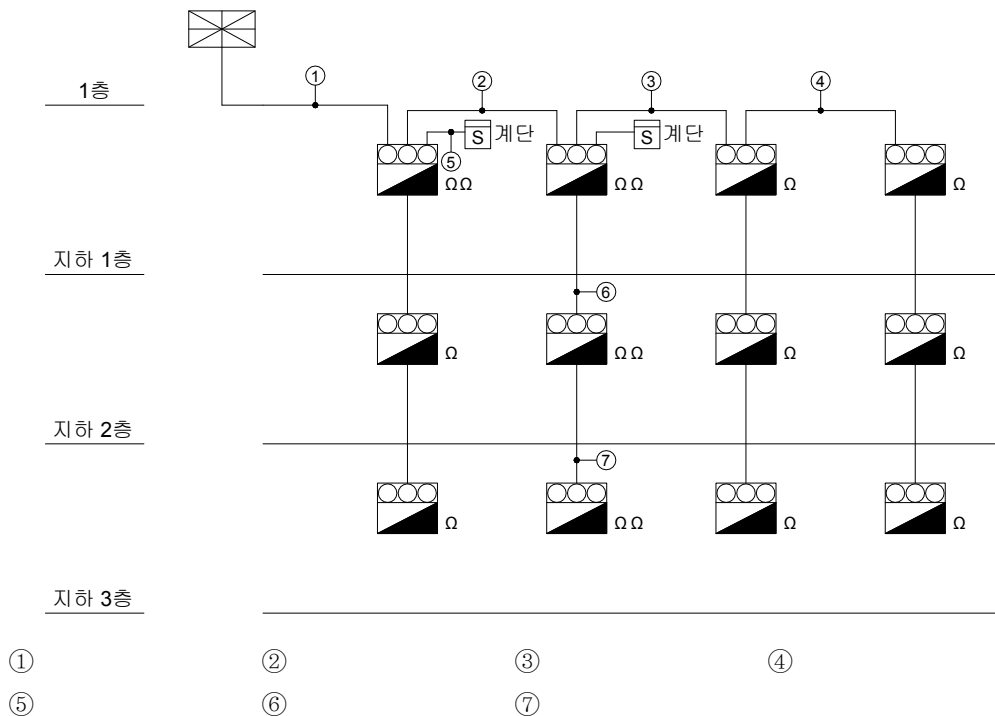 ①
②
③
④
1층
S 계단
S 계단
⑤
ΩΩ
ΩΩ
Ω
Ω
지하 1층
⑥
Ω
ΩΩ
Ω
Ω
지하 2층
⑦
Ω
ΩΩ
Ω
Ω
지하 3층
① ② ③ ④
⑤ ⑥ ⑦